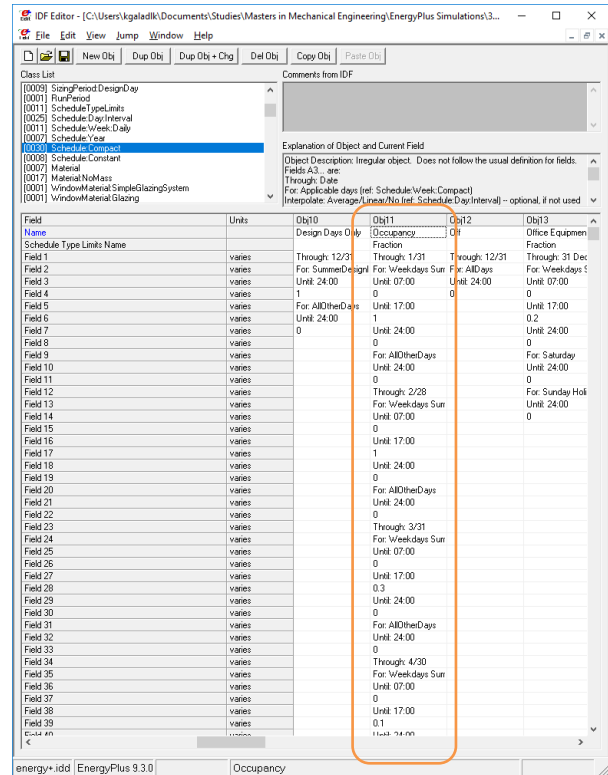 IDF Editor - [C:\Users\kgaladlk\Documents\Studies\Masters in Mechanical Engineering\EnergyPlus Simulations\3...
File Edit View Jump Window Help
New Obj Dup Obj Dup Obj + Chg Del Obj Copy Obj Paste Obj
Class List
[0009] SizingPeriod:DesignDay
[0001] RunPeriod
[0011] ScheduleTypeLimits
[0025] Schedule:Day:Interval
[0011] Schedule:Week:Daily
[0007] Schedule:Year
[0030] Schedule:Compact
[0008] Schedule:Constant
[0007] Material
[0017] Material:NoMass
[0001] WindowMaterial:SimpleGlazingSystem
[0001] WindowMaterial:Glazing
Comments from IDF
Explanation of Object and Current Field
Object Description: Irregular object. Does not follow the usual definition for fields.
Fields A3... are:
Through: Date
For: Applicable days (ref: Schedule:Week:Compact)
Interpolate: Average/Linear/No (ref: Schedule:Day:Interval) -- optional, if not used
Field Units Obj10 Obj11 Obj12 Obj13
Name Design Days Only Occupancy Off Office Equipmen
Schedule Type Limits Name Fraction Fraction
Field 1 varies Through: 12/31 Through: 1/31 Through: 12/31 Through: 31 Dec
Field 2 varies For: SummerDesignI For: Weekdays Sum For: AllDays For: Weekdays S
Field 3 varies Until: 24:00 Until: 07:00 Until: 24:00 Until: 07:00
Field 4 varies 1 0 0 0
Field 5 varies For: AllOtherDays Until: 17:00 Until: 17:00
Field 6 varies Until: 24:00 1 0.2
Field 7 varies 0 Until: 24:00 Until: 24:00
Field 8 varies 0 0
Field 9 varies For: AllOtherDays For: Saturday
Field 10 varies Until: 24:00 Until: 24:00
Field 11 varies 0 0
Field 12 varies Through: 2/28 For: Sunday Holi
Field 13 varies For: Weekdays Sum Until: 24:00
Field 14 varies Until: 07:00 0
Field 15 varies 0
Field 16 varies Until: 17:00
Field 17 varies 1
Field 18 varies Until: 24:00
Field 19 varies 0
Field 20 varies For: AllOtherDays
Field 21 varies Until: 24:00
Field 22 varies 0
Field 23 varies Through: 3/31
Field 24 varies For: Weekdays Sum
Field 25 varies Until: 07:00
Field 26 varies 0
Field 27 varies Until: 17:00
Field 28 varies 0.3
Field 29 varies Until: 24:00
Field 30 varies 0
Field 31 varies For: AllOtherDays
Field 32 varies Until: 24:00
Field 33 varies 0
Field 34 varies Through: 4/30
Field 35 varies For: Weekdays Sum
Field 36 varies Until: 07:00
Field 37 varies 0
Field 38 varies Until: 17:00
Field 39 varies 0.1
Field 40 varies Until: 24:00
energy+.idd EnergyPlus 9.3.0 Occupancy